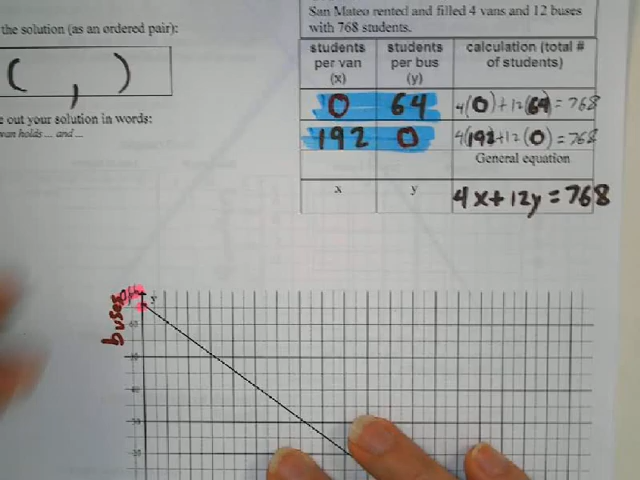 the solution (as an ordered pair):
( , )
e out your solution in words:
van holds ... and ...
San Mateo rented and filled 4 vans and 12 buses
with 768 students.
students per van (x)
students per bus (y)
calculation (total # of students)
0 64 4(0)+12(64)=768
192 0 4(192)+12(0)=768
General equation
x y 4x+12y=768
y
buses